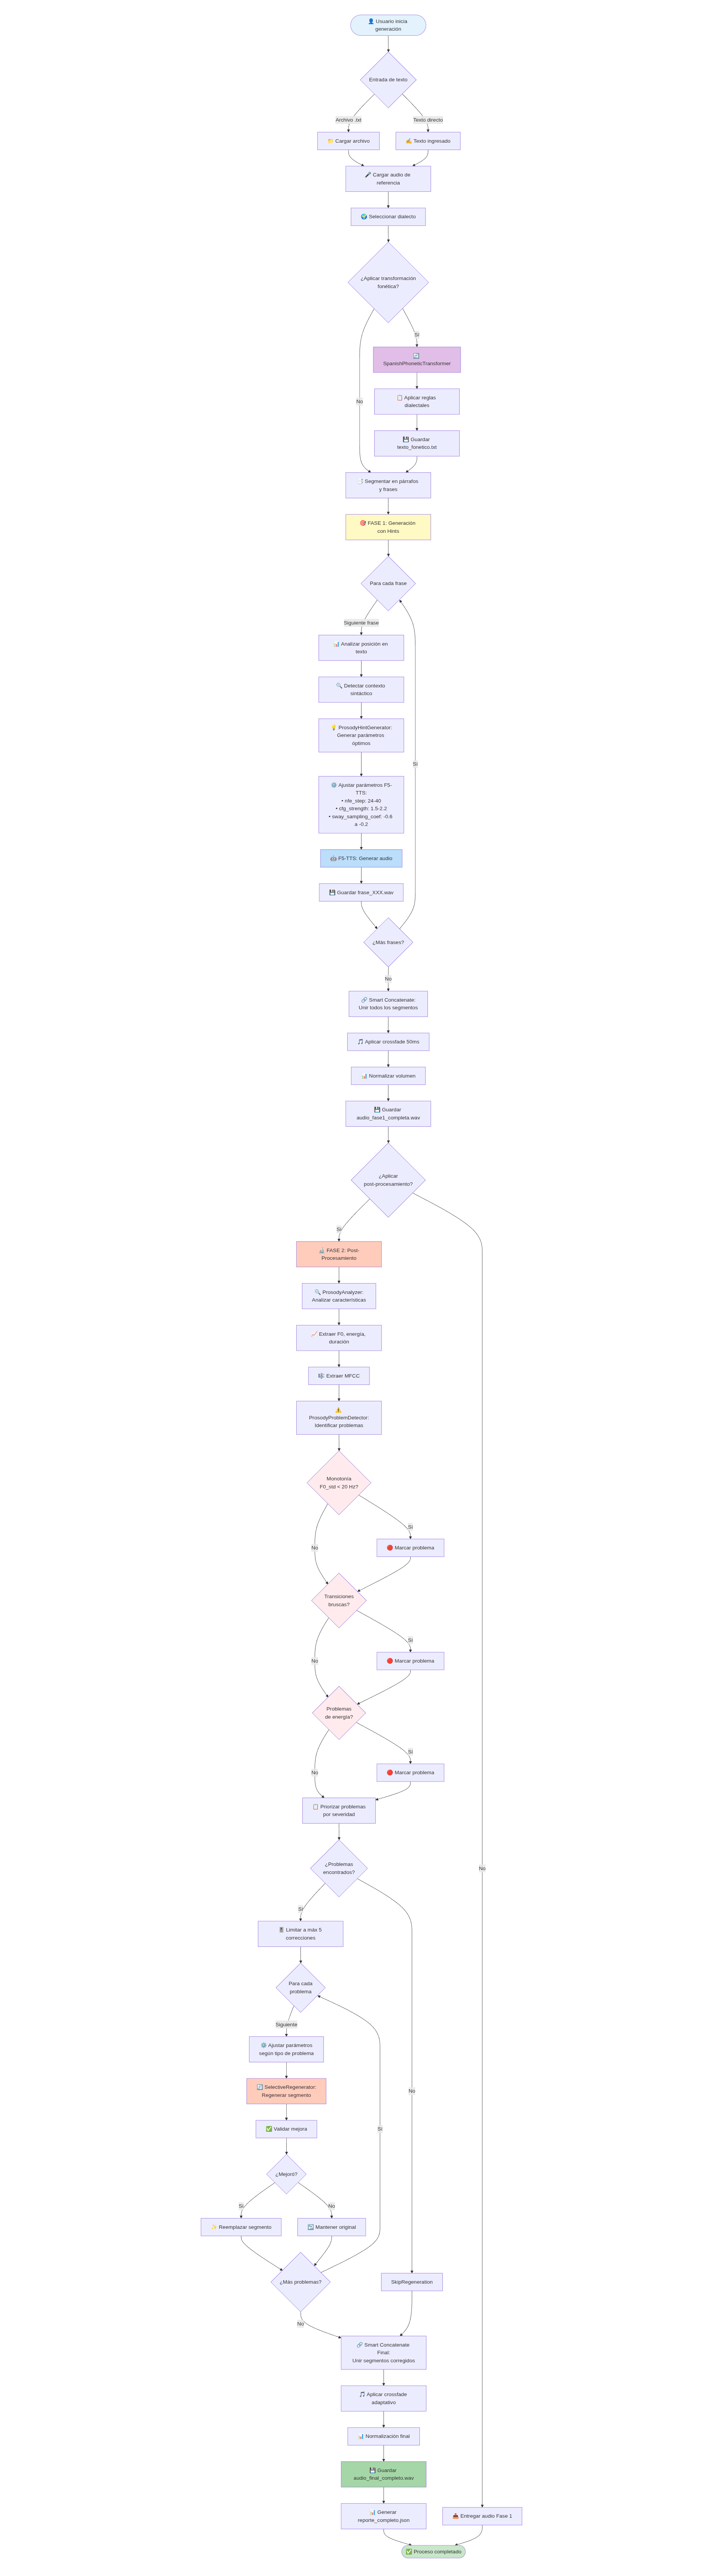 👤 Usuario inicia
generación
Entrada de texto
Archivo .txt
Texto directo
📁 Cargar archivo
✍️ Texto ingresado
🎤 Cargar audio de
referencia
🌍 Seleccionar dialecto
¿Aplicar transformación
fonética?
Sí
🔄
SpanishPhoneticTransformer
📋 Aplicar reglas
dialectales
No
💾 Guardar
texto_fonetico.txt
📑 Segmentar en párrafos
y frases
🎯 FASE 1: Generación
con Hints
Para cada frase
Siguiente frase
📊 Analizar posición en
texto
🔍 Detectar contexto
sintáctico
💡 ProsodyHintGenerator:
Generar parámetros
óptimos
Sí
⚙️ Ajustar parámetros F5-
TTS:
• nfe_step: 24-40
• cfg_strength: 1.5-2.2
• sway_sampling_coef: -0.6
a -0.2
🤖 F5-TTS: Generar audio
💾 Guardar frase_XXX.wav
¿Más frases?
No
🔗 Smart Concatenate:
Unir todos los segmentos
🎵 Aplicar crossfade 50ms
📊 Normalizar volumen
💾 Guardar
audio_fase1_completa.wav
¿Aplicar
post-procesamiento?
Sí
🔬 FASE 2: Post-
Procesamiento
🔍 ProsodyAnalyzer:
Analizar características
📈 Extraer F0, energía,
duración
🎼 Extraer MFCC
⚠️
ProsodyProblemDetector:
Identificar problemas
Monotonía
F0_std < 20 Hz?
Sí
No
🔴 Marcar problema
Transiciones
bruscas?
Sí
No
🔴 Marcar problema
Problemas
de energía?
Sí
No
🔴 Marcar problema
📋 Priorizar problemas
por severidad
¿Problemas
encontrados?
No
Sí
🎚️ Limitar a máx 5
correcciones
Para cada
problema
Siguiente
⚙️ Ajustar parámetros
según tipo de problema
🔄 SelectiveRegenerator:
Regenerar segmento
No
✅ Validar mejora
Sí
¿Mejoró?
Sí
No
✨ Reemplazar segmento
↩️ Mantener original
¿Más problemas?
SkipRegeneration
No
🔗 Smart Concatenate
Final:
Unir segmentos corregidos
🎵 Aplicar crossfade
adaptativo
📊 Normalización final
💾 Guardar
audio_final_completo.wav
📊 Generar
reporte_completo.json
📤 Entregar audio Fase 1
✅ Proceso completado